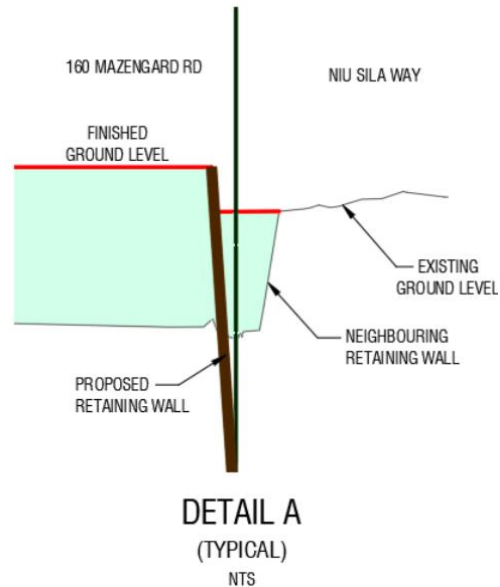 160 MAZENGARD RD
NIU SILA WAY
FINISHED
GROUND LEVEL
EXISTING
GROUND LEVEL
NEIGHBOURING
RETAINING WALL
PROPOSED
RETAINING WALL
DETAIL A
(TYPICAL)
NTS